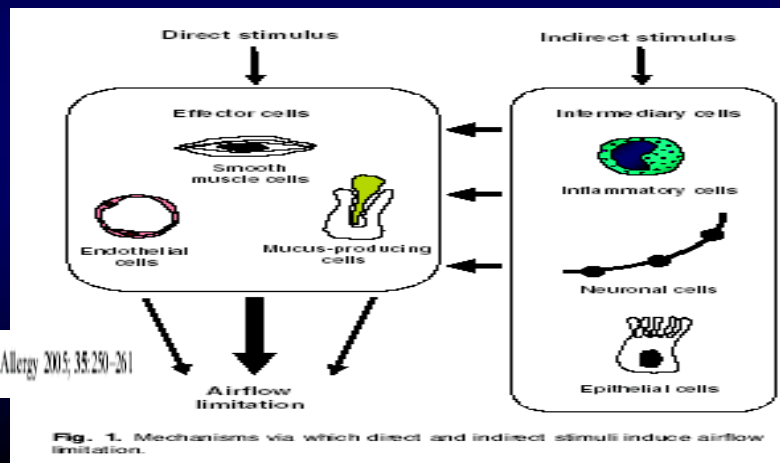 Direct stimulus
Indirect stimulus
Effector cells
Smooth
muscle cells
Endothelial
cells
Mucus-producing
cells
Intermediary cells
Inflammatory cells
Neuronal cells
Epithelial cells
Allergy 2005; 35:250–261
Airflow
limitation
Fig. 1. Mechanisms via which direct and indirect stimuli induce airflow
limitation.